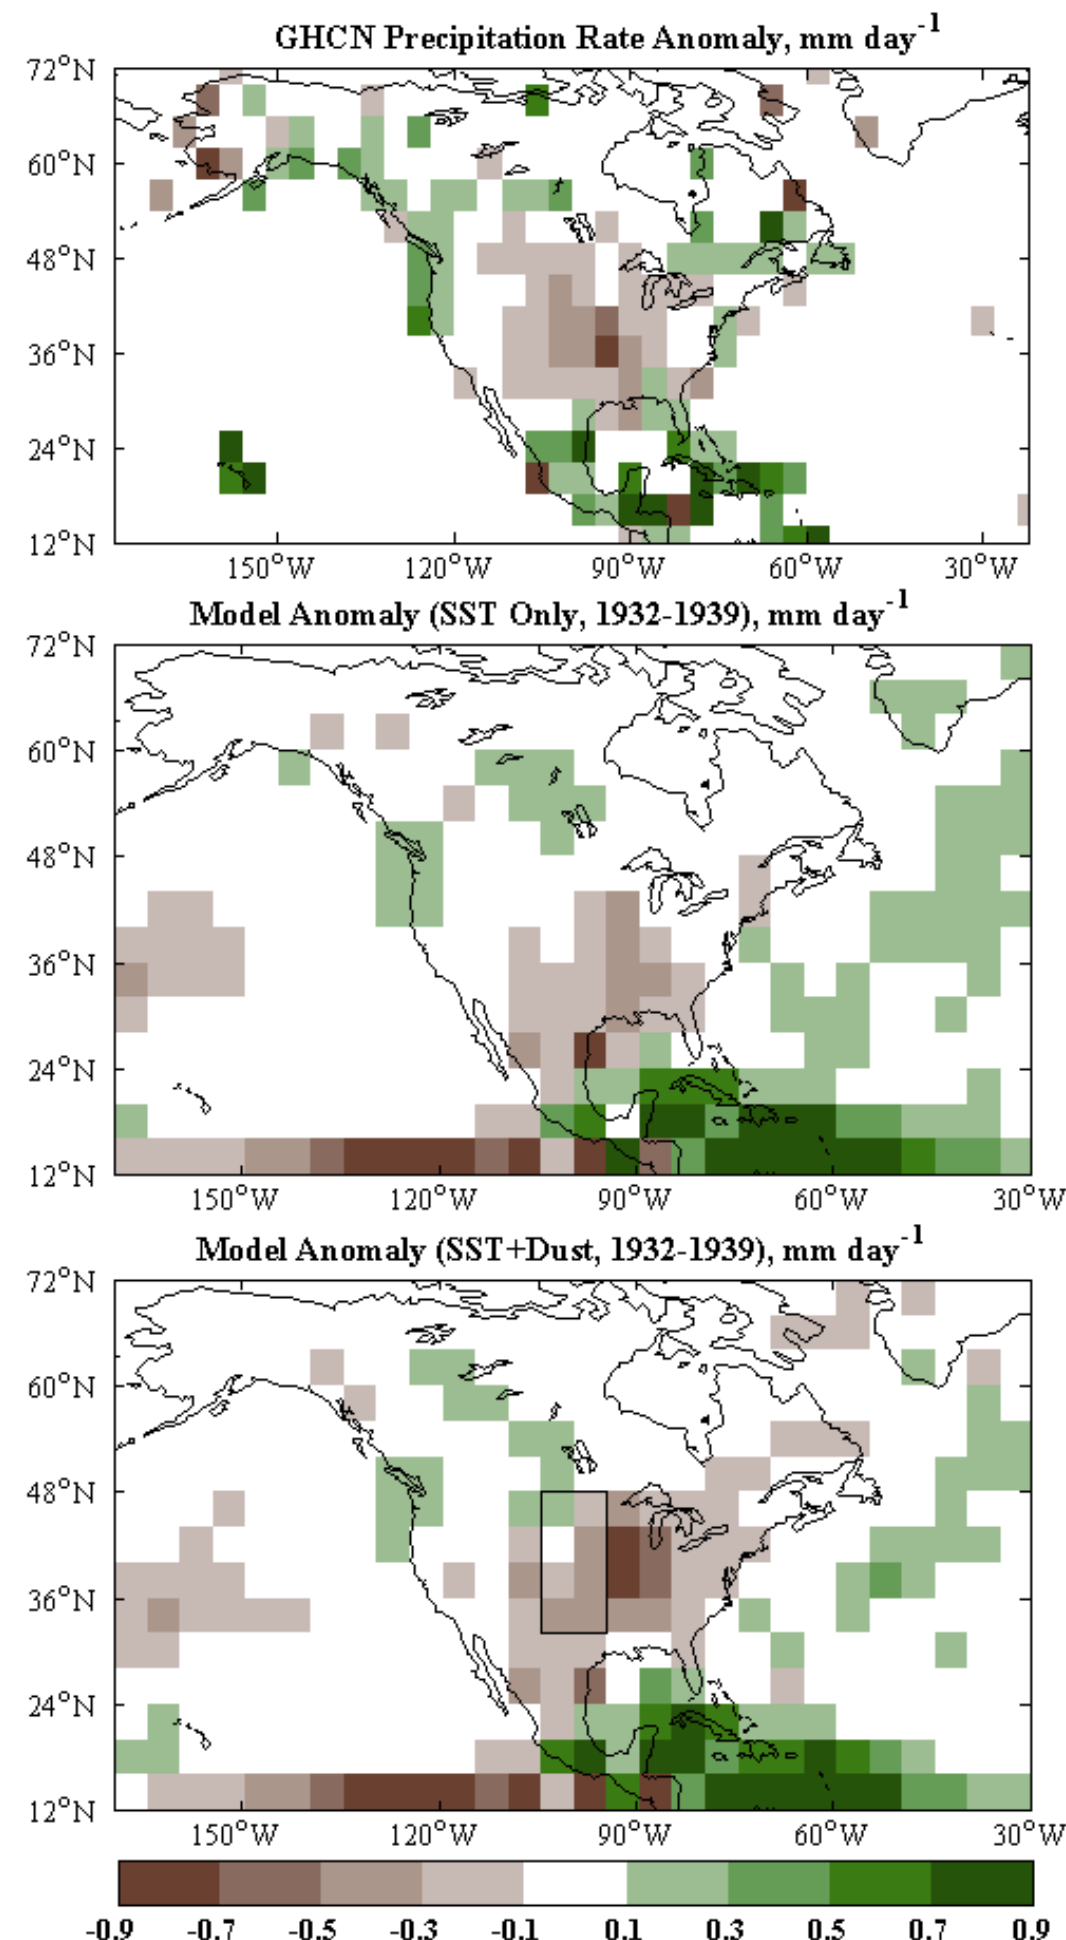 GHCN Precipitation Rate Anomaly, mm day-1
72°N
60°N
48°N
36°N
24°N
12°N
150°W 120°W 90°W 60°W 30°W
Model Anomaly (SST Only, 1932-1939), mm day-1
72°N
60°N
48°N
36°N
24°N
12°N
150°W 120°W 90°W 60°W 30°W
Model Anomaly (SST+Dust, 1932-1939), mm day-1
72°N
60°N
48°N
36°N
24°N
12°N
150°W 120°W 90°W 60°W 30°W
-0.9 -0.7 -0.5 -0.3 -0.1 0.1 0.3 0.5 0.7 0.9